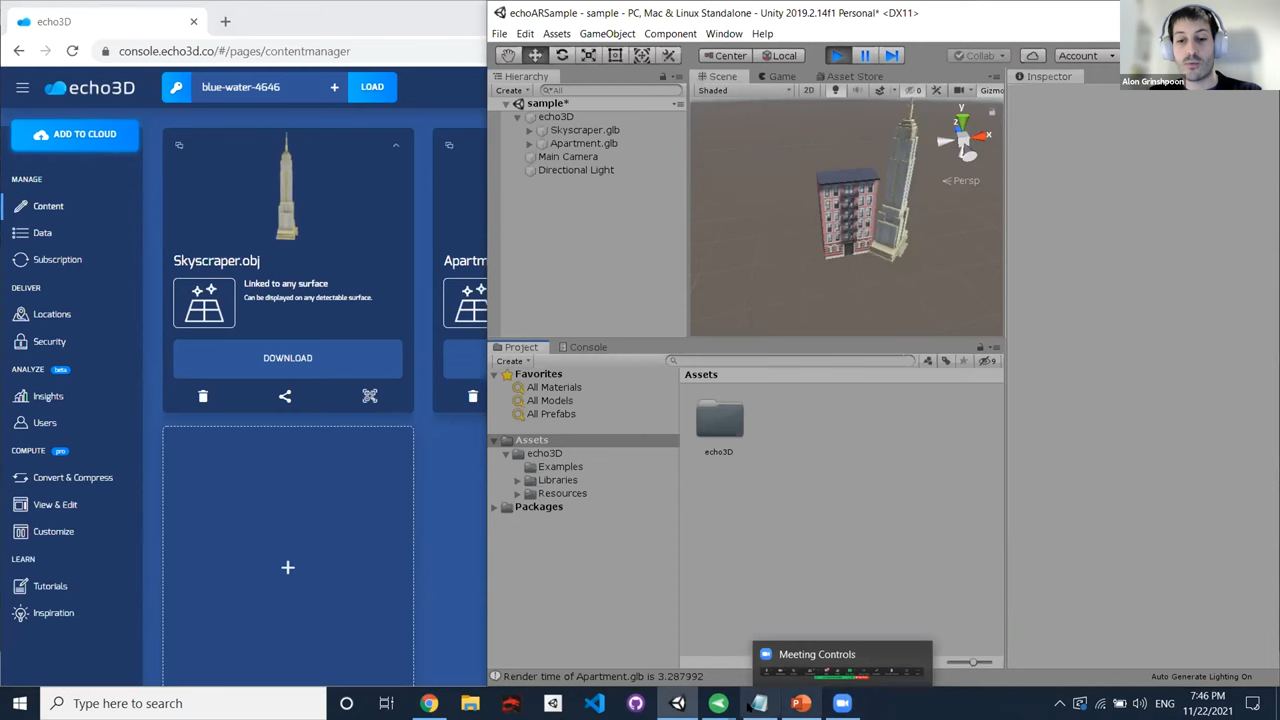 echo3D
console.echo3d.co/#/pages/contentmanager
echo3D
blue-water-4646
LOAD
ADD TO CLOUD
MANAGE
Content
Data
Subscription
DELIVER
Locations
Security
ANALYZE beta
Insights
Users
COMPUTE pro
Convert & Compress
View & Edit
Customize
LEARN
Tutorials
Inspiration
Skyscraper.obj
Linked to any surface
Can be displayed on any detectable surface.
DOWNLOAD
Apartm
echoARSample - sample - PC, Mac & Linux Standalone - Unity 2019.2.14f1 Personal* <DX11>
File Edit Assets GameObject Component Window Help
Center Local Collab Account
Hierarchy
Create All
sample*
echo3D
Skyscraper.glb
Apartment.glb
Main Camera
Directional Light
Scene Game Asset Store
Shaded 2D 0 Gizmo
y
z x
Persp
Inspector
Alon Grinshpoon
Project Console
Create 9
Favorites
All Materials
All Models
All Prefabs
Assets
echo3D
Examples
Libraries
Resources
Packages
Assets
echo3D
Meeting Controls
Render time of Apartment.glb is 3.287992
Auto Generate Lighting On
Type here to search
ENG
7:46 PM
11/22/2021